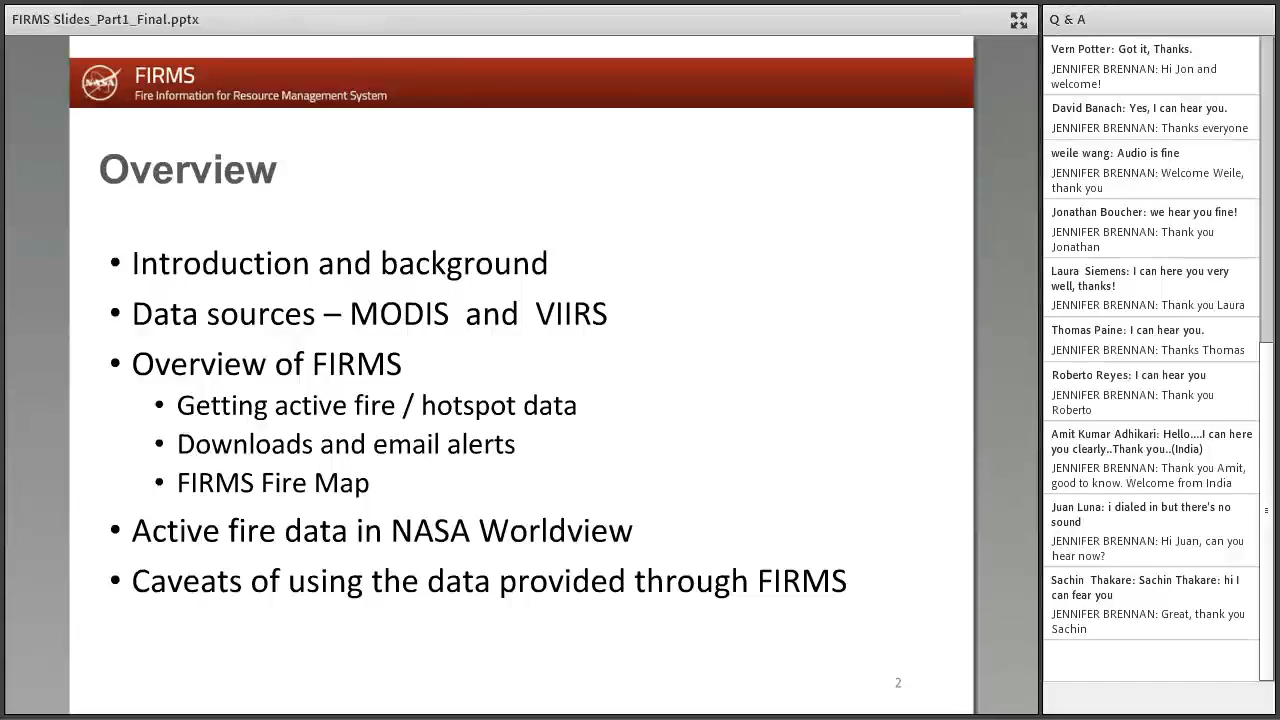 FIRMS Slides_Part1_Final.pptx
NASA
FIRMS
Fire Information for Resource Management System
Overview
• Introduction and background
• Data sources – MODIS and VIIRS
• Overview of FIRMS
• Getting active fire / hotspot data
• Downloads and email alerts
• FIRMS Fire Map
• Active fire data in NASA Worldview
• Caveats of using the data provided through FIRMS
2
Q & A
Vern Potter: Got it, Thanks.
JENNIFER BRENNAN: Hi Jon and
welcome!
David Banach: Yes, I can hear you.
JENNIFER BRENNAN: Thanks everyone
weile wang: Audio is fine
JENNIFER BRENNAN: Welcome Weile,
thank you
Jonathan Boucher: we hear you fine!
JENNIFER BRENNAN: Thank you
Jonathan
Laura Siemens: I can here you very
well, thanks!
JENNIFER BRENNAN: Thank you Laura
Thomas Paine: I can hear you.
JENNIFER BRENNAN: Thanks Thomas
Roberto Reyes: I can hear you
JENNIFER BRENNAN: Thank you
Roberto
Amit Kumar Adhikari: Hello....I can here
you clearly..Thank you..(India)
JENNIFER BRENNAN: Thank you Amit,
good to know. Welcome from India
Juan Luna: i dialed in but there's no
sound
JENNIFER BRENNAN: Hi Juan, can you
hear now?
Sachin Thakare: Sachin Thakare: hi I
can fear you
JENNIFER BRENNAN: Great, thank you
Sachin